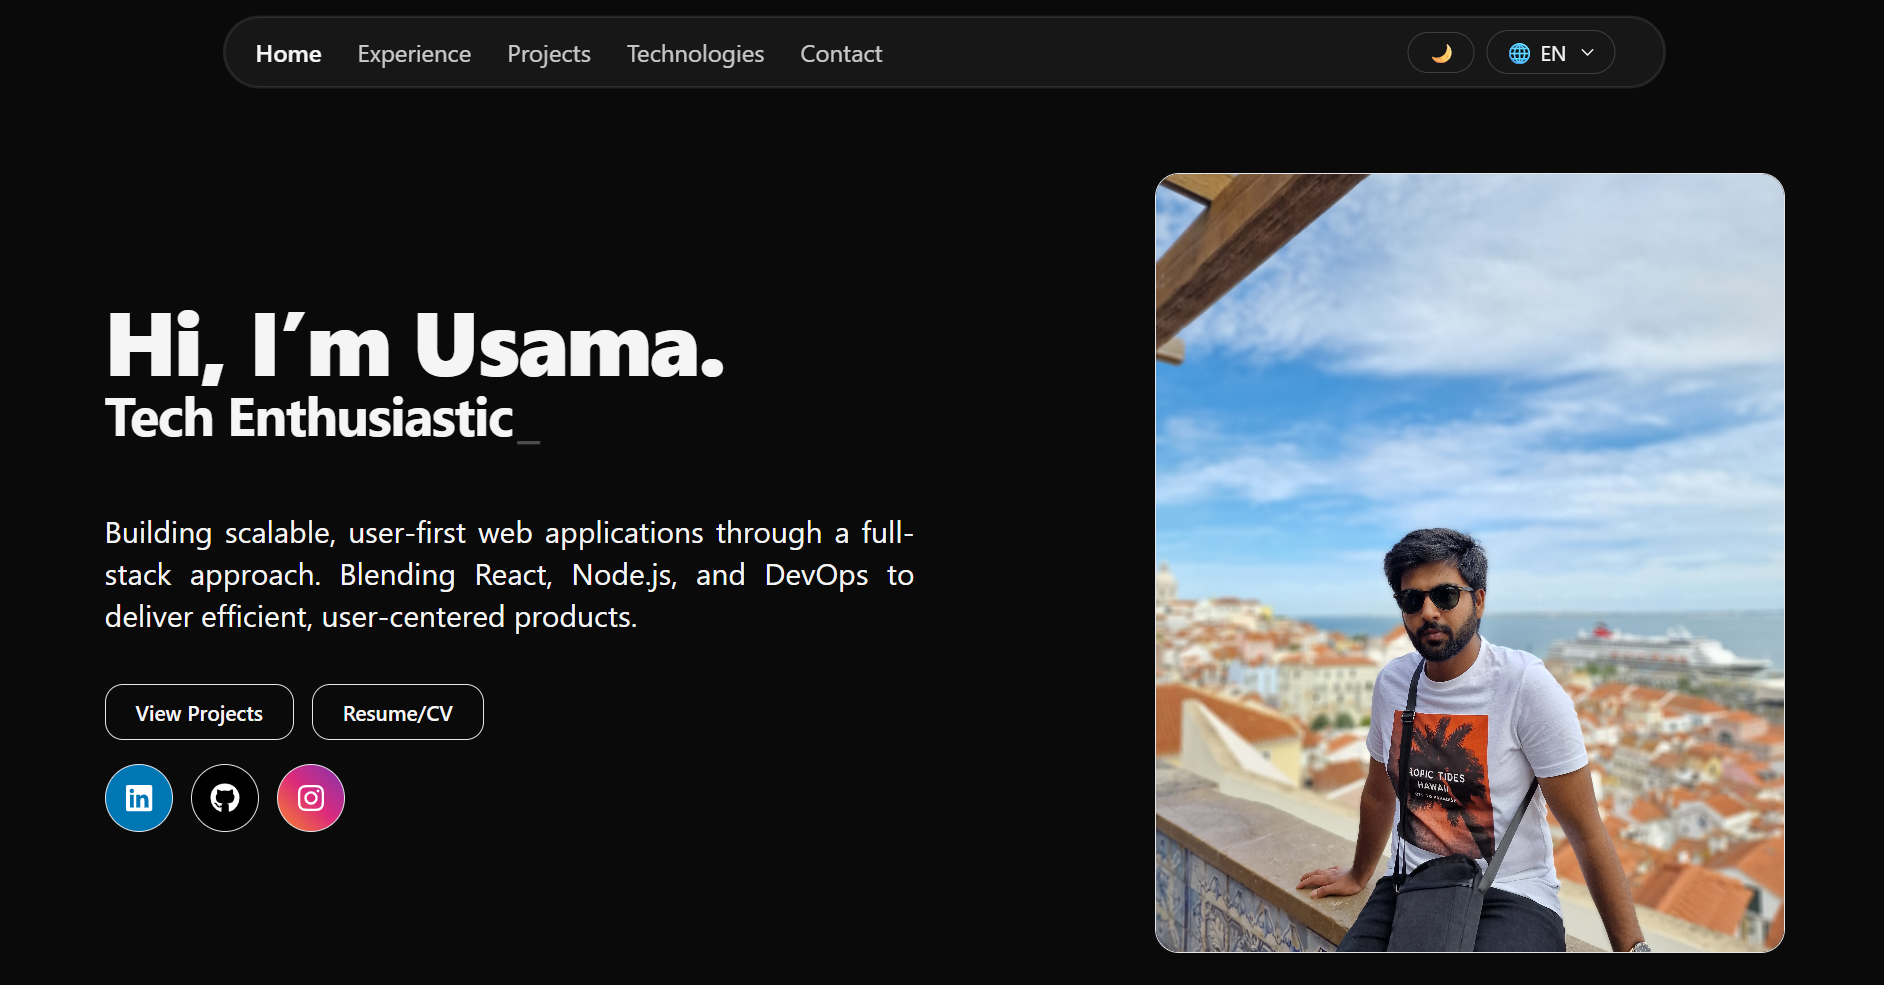 Home Experience Projects Technologies Contact
EN
Hi, I’m Usama.
Tech Enthusiastic_
Building scalable, user-first web applications through a full-
stack approach. Blending React, Node.js, and DevOps to
deliver efficient, user-centered products.
View Projects Resume/CV
in
TIDES
HAWAII